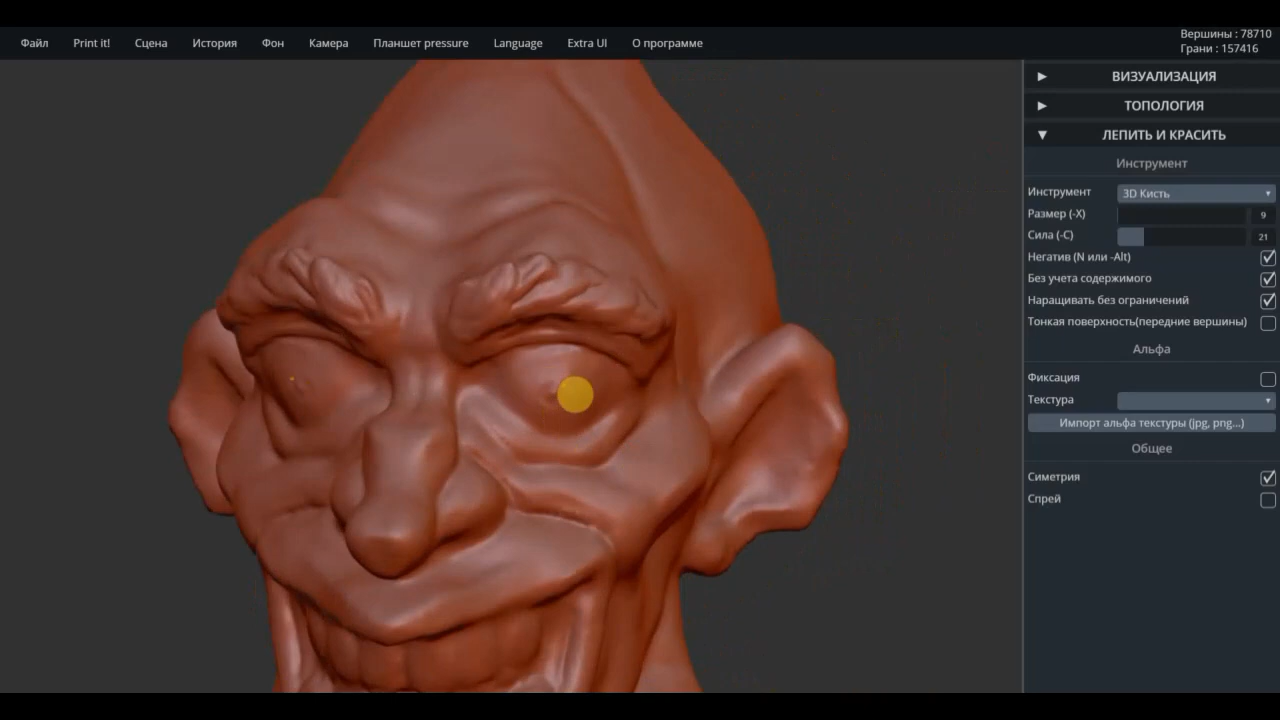 Файл Print it! Сцена История Фон Камера Планшет pressure Language Extra UI О программе
Вершины : 78710
Грани : 157416
ВИЗУАЛИЗАЦИЯ
ТОПОЛОГИЯ
ЛЕПИТЬ И КРАСИТЬ
Инструмент
Инструмент 3D Кисть
Размер (-X) 9
Сила (-C) 21
Негатив (N или -Alt)
Без учета содержимого
Наращивать без ограничений
Тонкая поверхность(передние вершины)
Альфа
Фиксация
Текстура
Импорт альфа текстуры (jpg, png...)
Общее
Симетрия
Спрей